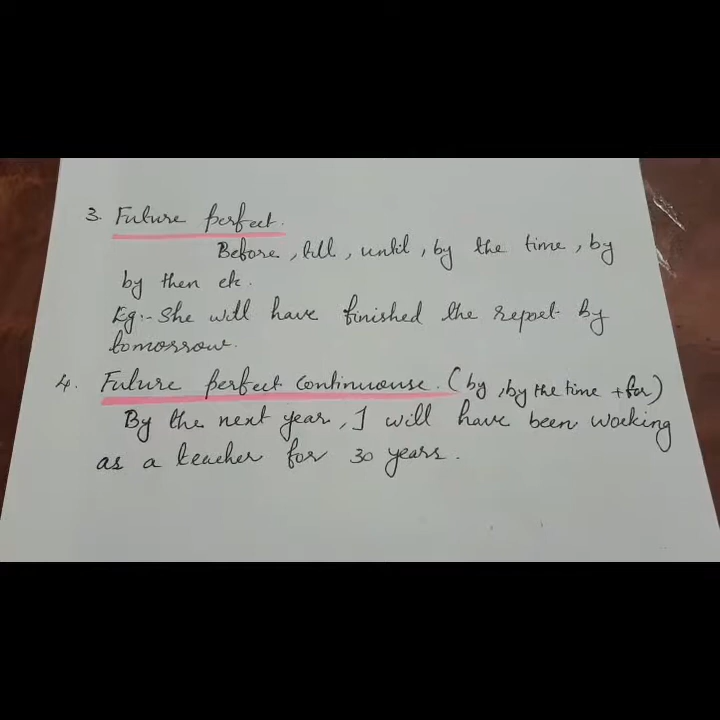 3. Future perfect.
Before, till, until, by the time, by
by then etc.
Eg:- She will have finished the report by
tomorrow.
4. Future perfect continuouse. (by, by the time + for)
By the next year, I will have been working
as a teacher for 30 years.